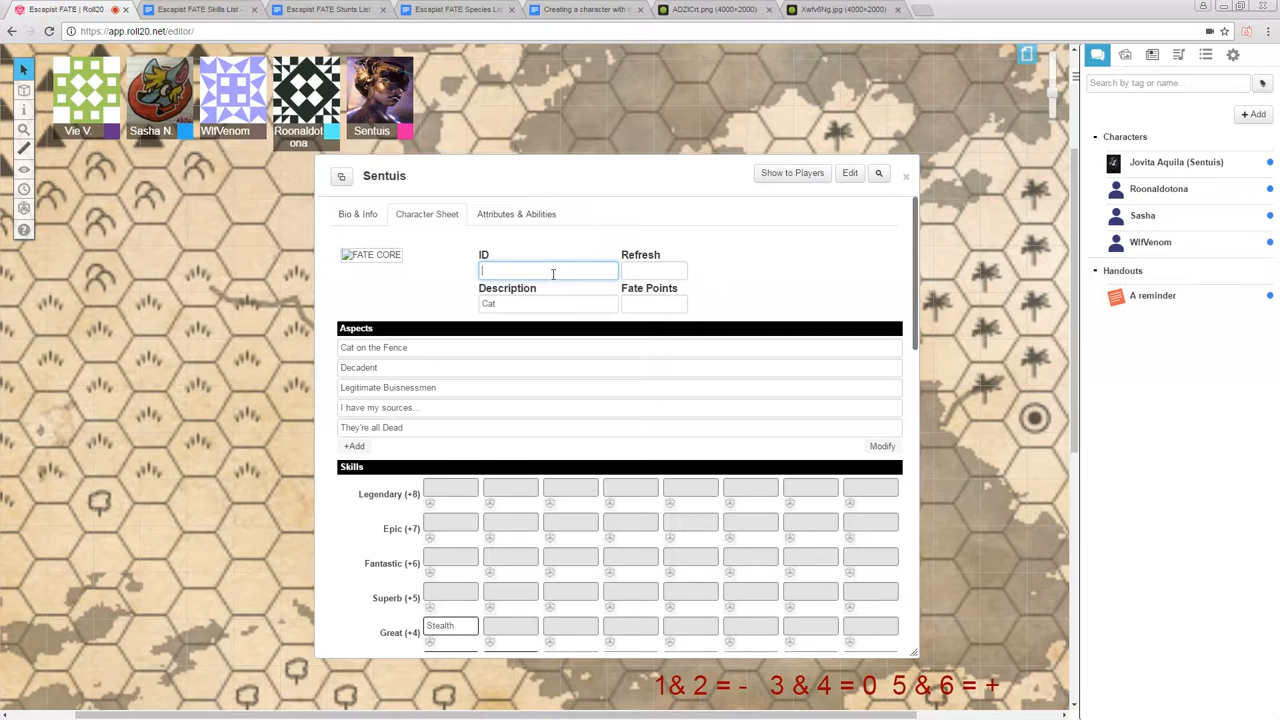 Escapist FATE | Roll20
Escapist FATE Skills List -
Escapist FATE Stunts List
Escapist FATE Species Lis
Creating a character with t
ADZICrt.png (4000×2000)
Xwfv6Ng.jpg (4000×2000)
https://app.roll20.net/editor/
Vie V.
Sasha N.
WlfVenom
Roonaldot
ona
Sentuis
Sentuis
Show to Players
Edit
Bio & Info
Character Sheet
Attributes & Abilities
FATE CORE
ID
Refresh
Description
Fate Points
Cat
Aspects
Cat on the Fence
Decadent
Legitimate Buisnessmen
I have my sources...
They're all Dead
+Add
Modify
Skills
Legendary (+8)
Epic (+7)
Fantastic (+6)
Superb (+5)
Great (+4)
Stealth
1& 2 = - 3 & 4 = 0 5 & 6 = +
Search by tag or name...
+ Add
Characters
Jovita Aquila (Sentuis)
Roonaldotona
Sasha
WlfVenom
Handouts
A reminder